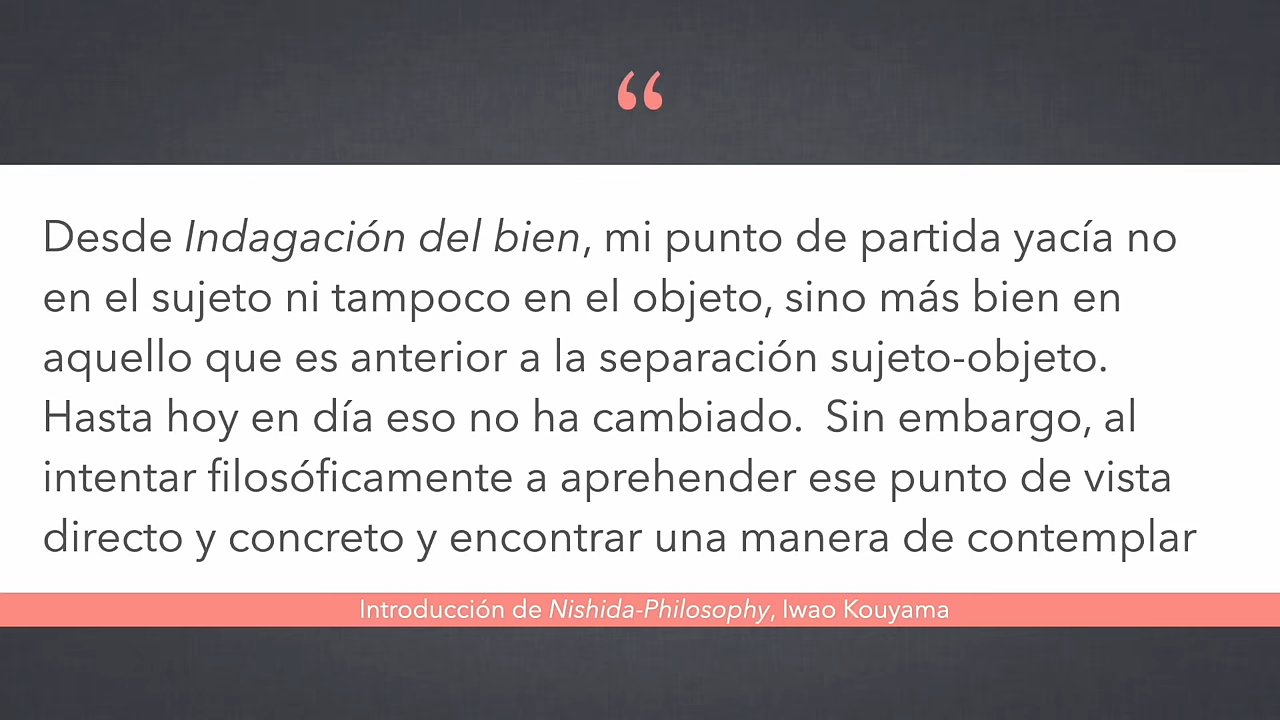 “
Desde Indagación del bien, mi punto de partida yacía no
en el sujeto ni tampoco en el objeto, sino más bien en
aquello que es anterior a la separación sujeto-objeto.
Hasta hoy en día eso no ha cambiado.  Sin embargo, al
intentar filosóficamente a aprehender ese punto de vista
directo y concreto y encontrar una manera de contemplar
Introducción de Nishida-Philosophy, Iwao Kouyama